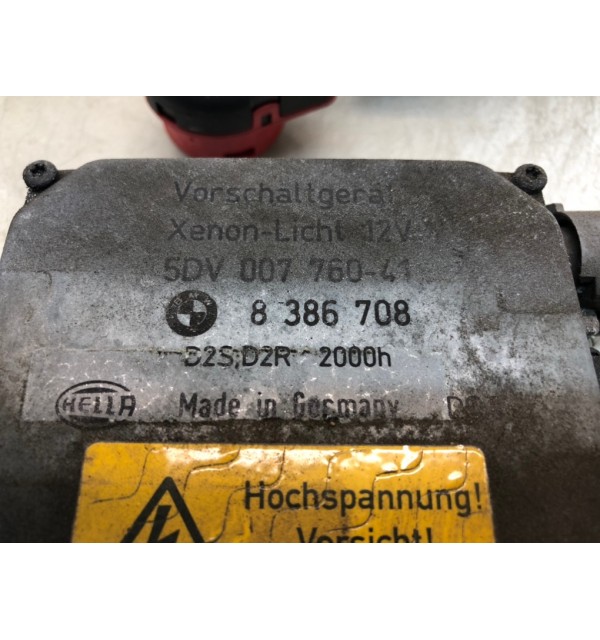 Vorschaltgerät
Xenon-Licht 12V
5DV 007 760-41
8 386 708
D2S;D2R 2000h
HELLA Made in Germany
Hochspannung!
Vorsicht!